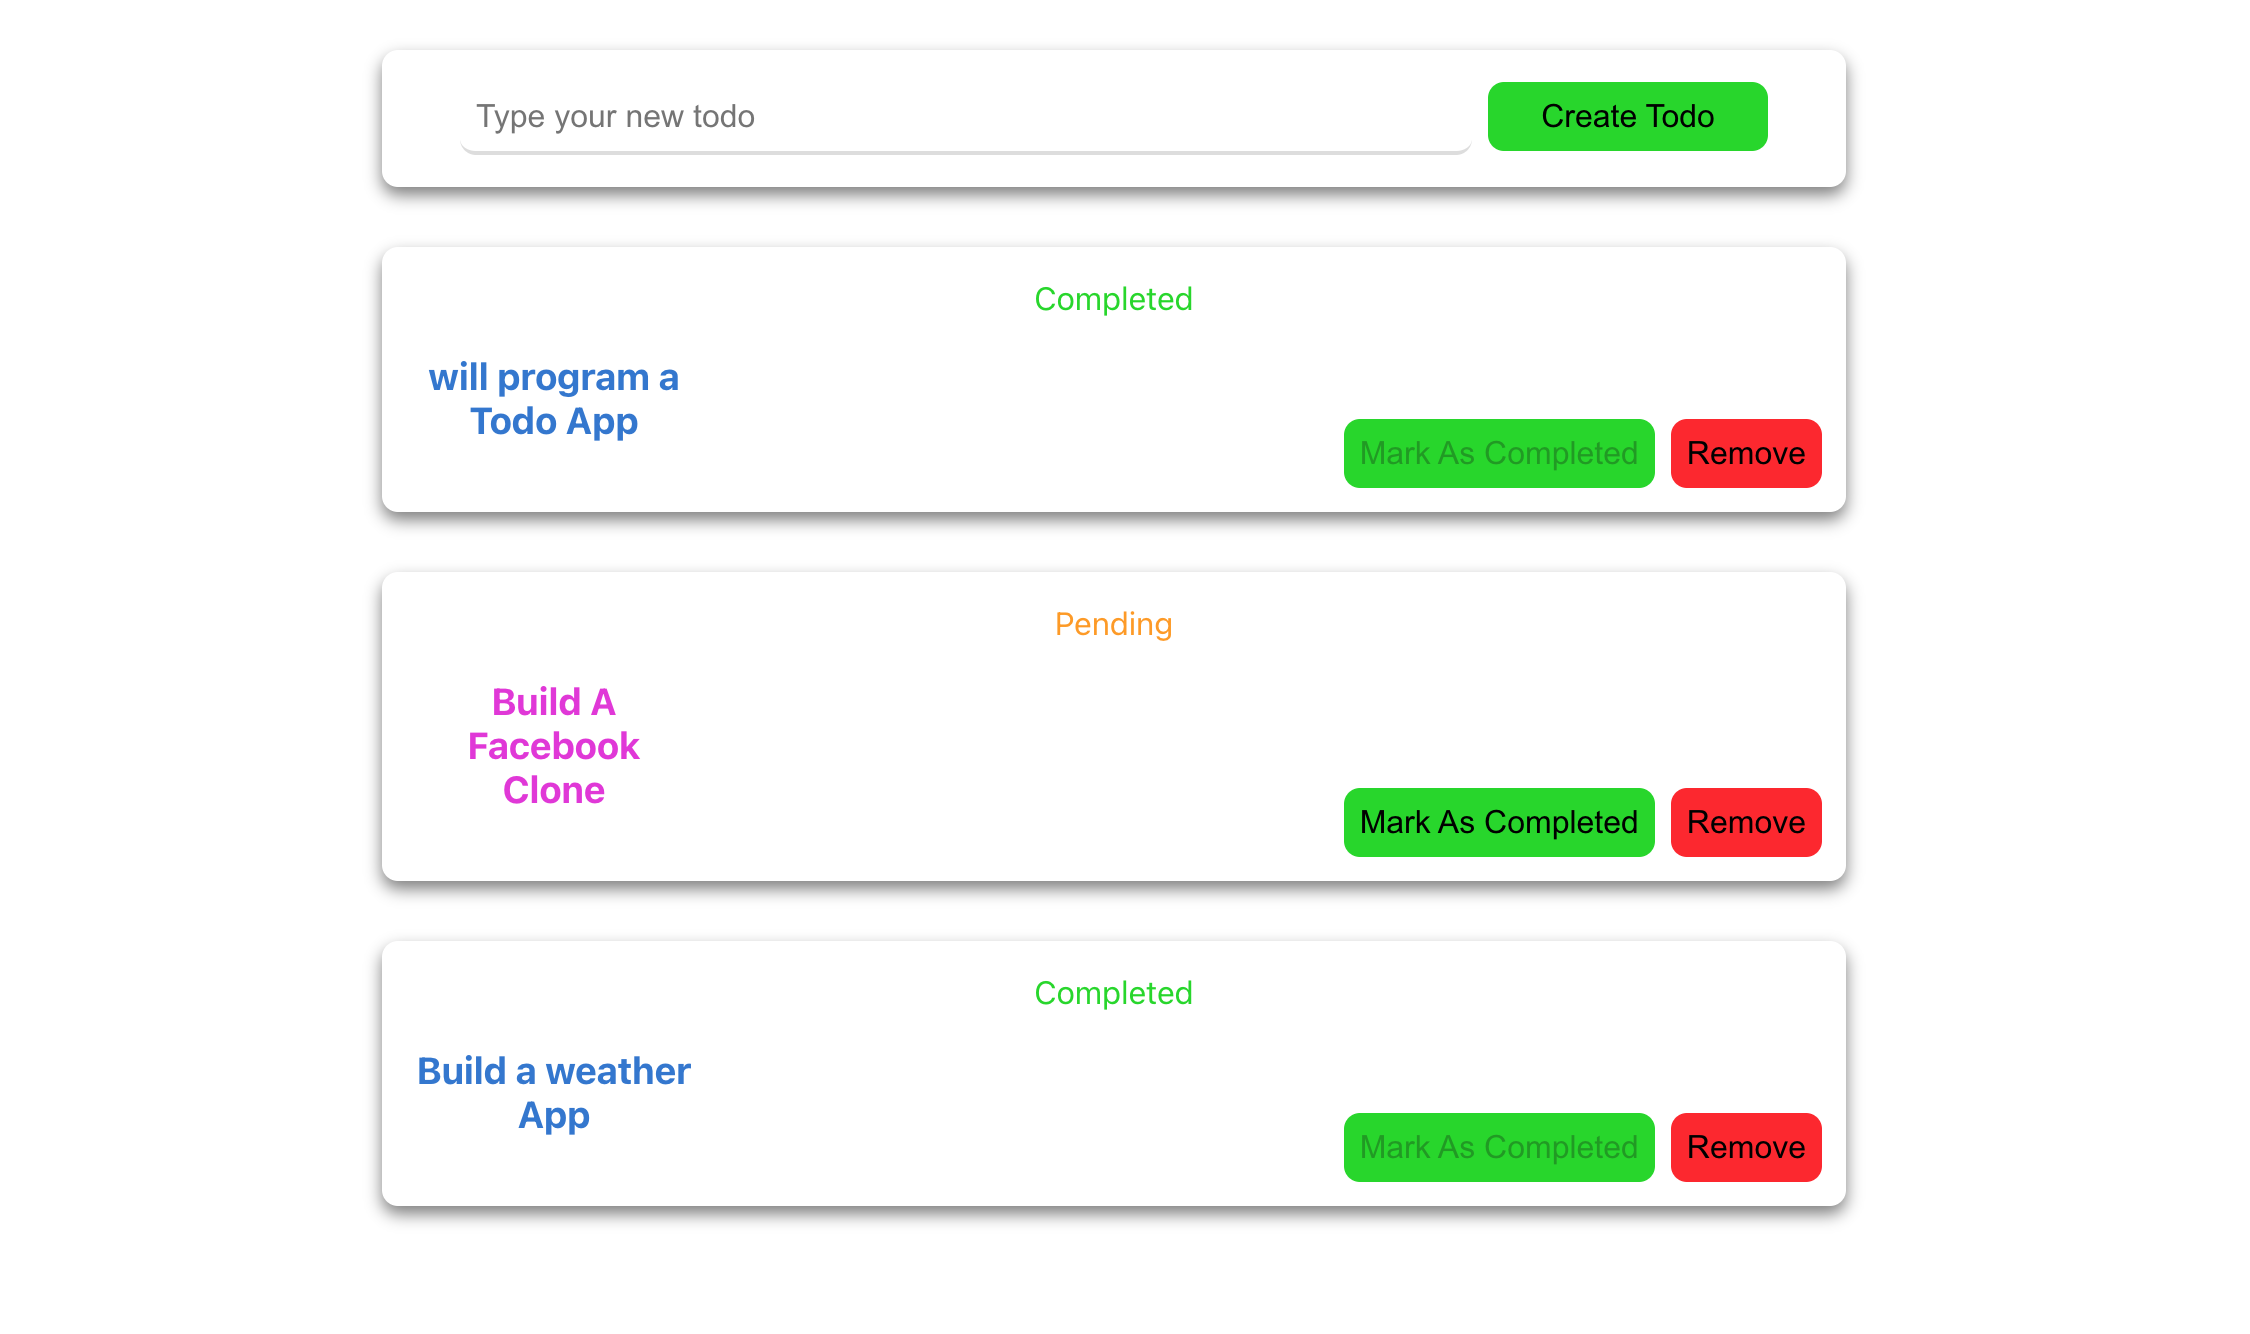 Type your new todo
Create Todo
Completed
will program a
Todo App
Mark As Completed
Remove
Pending
Build A
Facebook
Clone
Mark As Completed
Remove
Completed
Build a weather
App
Mark As Completed
Remove